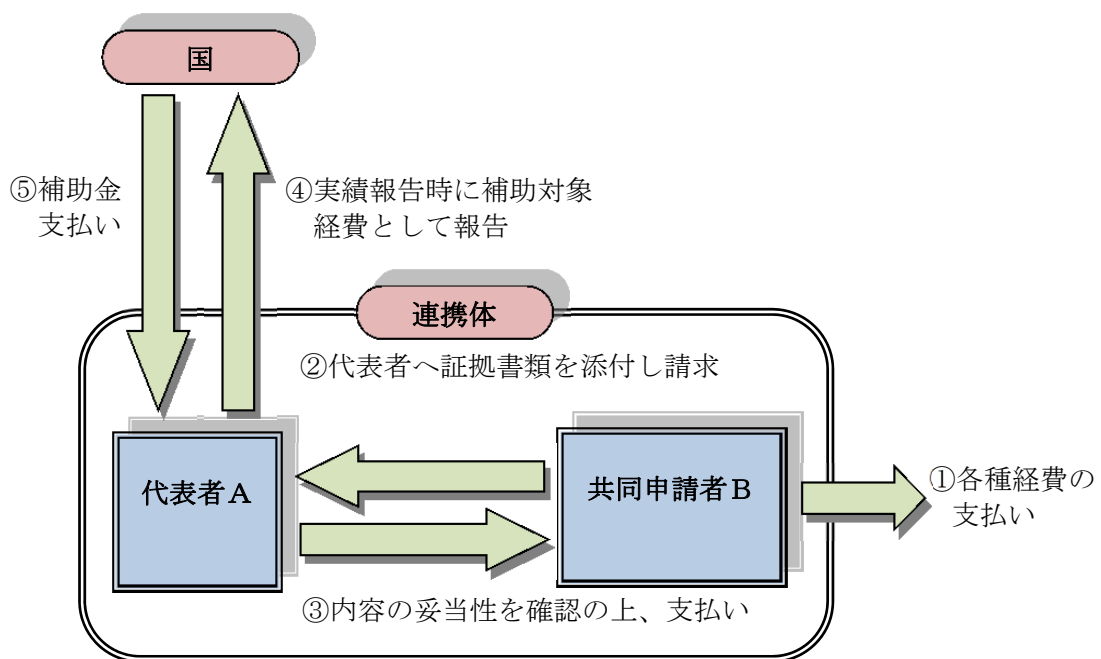 国
⑤補助金
支払い
④実績報告時に補助対象
経費として報告
連携体
②代表者へ証拠書類を添付し請求
代表者A
共同申請者B
①各種経費の
支払い
③内容の妥当性を確認の上、支払い